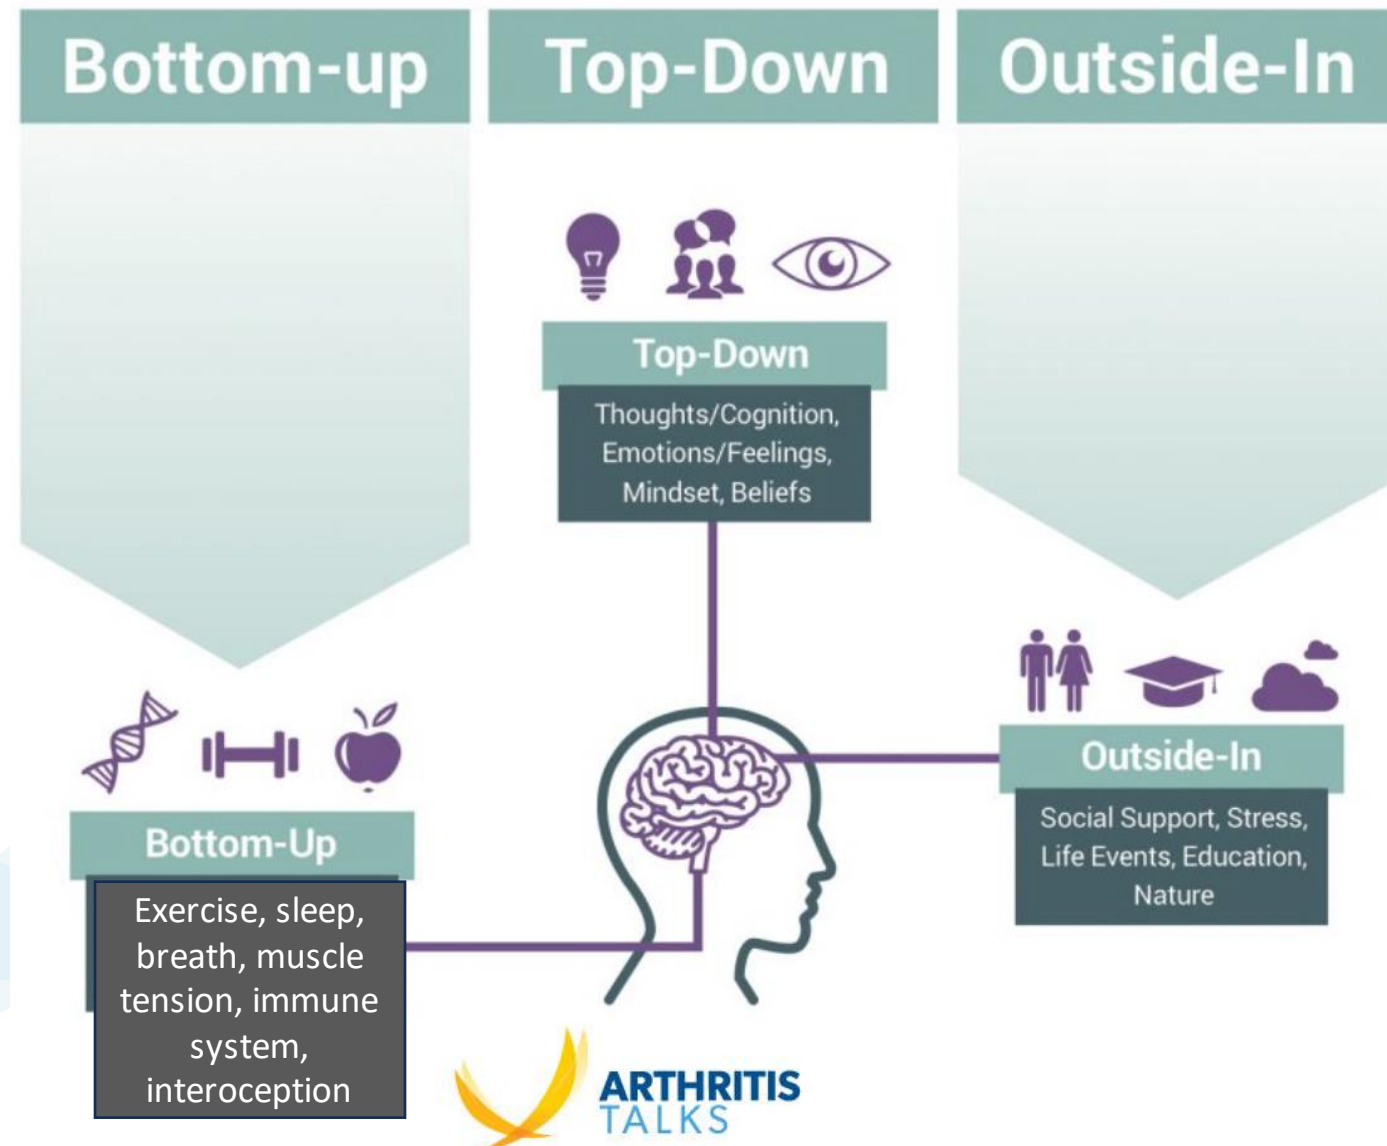 Bottom-up
Top-Down
Outside-In
Top-Down
Thoughts/Cognition,
Emotions/Feelings,
Mindset, Beliefs
Outside-In
Social Support, Stress,
Life Events, Education,
Nature
Bottom-Up
Exercise, sleep,
breath, muscle
tension, immune
system,
interoception
ARTHRITIS
TALKS